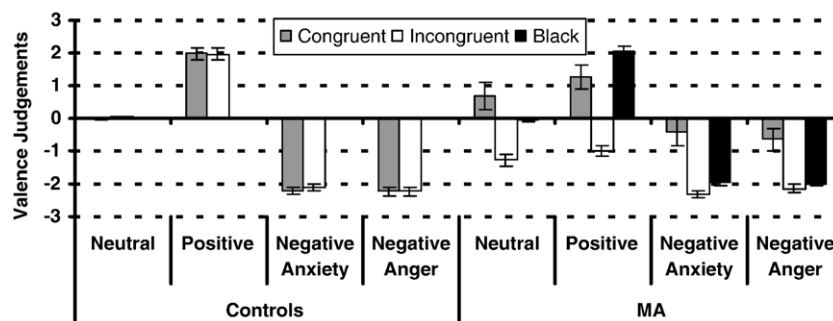 Valence Judgements
3
2
1
0
-1
-2
-3
Congruent Incongruent Black
Neutral Positive Negative Negative Neutral Positive Negative Negative
Anxiety Anger Anxiety Anger
Controls MA